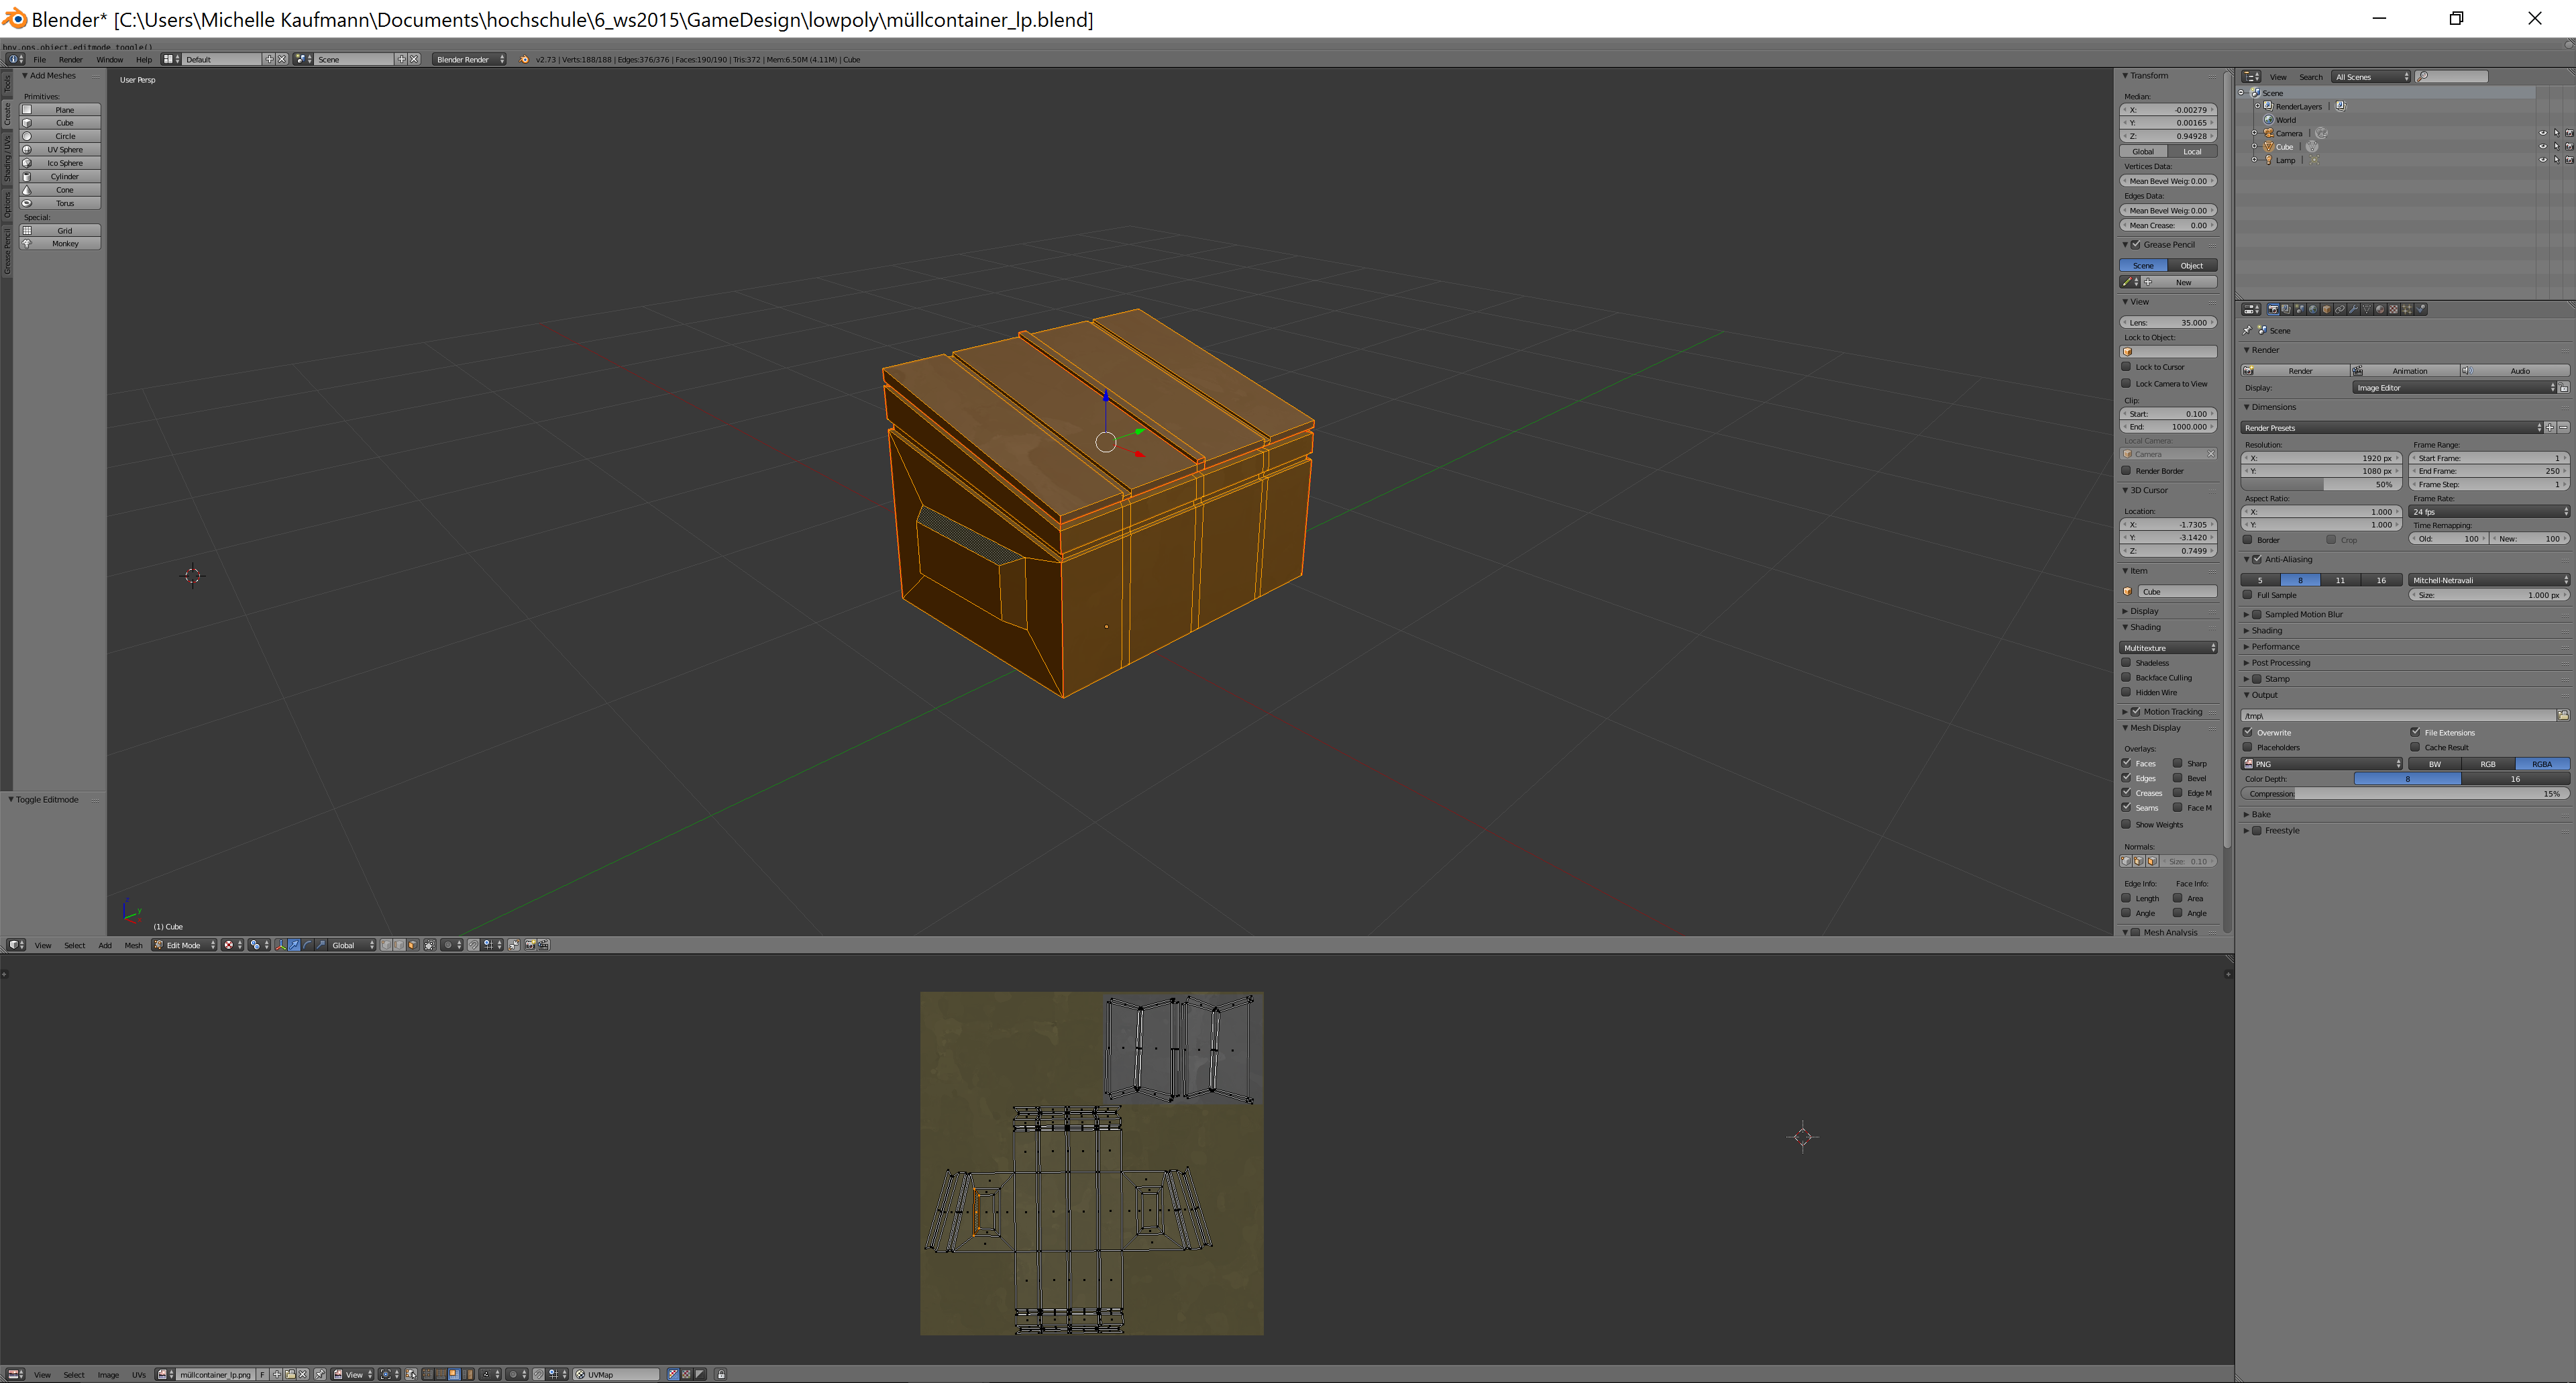 Blender* [C:\Users\Michelle Kaufmann\Documents\hochschule\6_ws2015\GameDesign\lowpoly\müllcontainer_lp.blend]
bpy.ops.object.editmode_toggle()
File Render Window Help Default Scene Blender Render v2.73 | Verts:188/188 | Edges:376/376 | Faces:190/190 | Tris:372 | Mem:6.50M (4.11M) | Cube
Tools
Create
Shading / UVs
Options
Grease Pencil
Add Meshes
Primitives:
Plane
Cube
Circle
UV Sphere
Ico Sphere
Cylinder
Cone
Torus
Special:
Grid
Monkey
Toggle Editmode
User Persp
(1) Cube
View Select Add Mesh Edit Mode Global
Transform
Median:
X: -0.00279
Y: 0.00165
Z: 0.94928
Global Local
Vertices Data:
Mean Bevel Weig: 0.00
Edges Data:
Mean Bevel Weig: 0.00
Mean Crease: 0.00
Grease Pencil
Scene Object
New
View
Lens: 35.000
Lock to Object:
Lock to Cursor
Lock Camera to View
Clip:
Start: 0.100
End: 1000.000
Local Camera:
Camera
Render Border
3D Cursor
Location:
X: -1.7305
Y: -3.1420
Z: 0.7499
Item
Cube
Display
Shading
Multitexture
Shadeless
Backface Culling
Hidden Wire
Motion Tracking
Mesh Display
Overlays:
Faces Sharp
Edges Bevel
Creases Edge M
Seams Face M
Show Weights
Normals:
Size: 0.10
Edge Info: Face Info:
Length Area
Angle Angle
Mesh Analysis
View Search All Scenes
Scene
RenderLayers |
World
Camera |
Cube |
Lamp |
Scene
Render
Render Animation Audio
Display: Image Editor
Dimensions
Render Presets
Resolution: Frame Range:
X: 1920 px Start Frame: 1
Y: 1080 px End Frame: 250
50% Frame Step: 1
Aspect Ratio: Frame Rate:
X: 1.000 24 fps
Y: 1.000 Time Remapping:
Border Crop Old: 100 New: 100
Anti-Aliasing
5 8 11 16 Mitchell-Netravali
Full Sample Size: 1.000 px
Sampled Motion Blur
Shading
Performance
Post Processing
Stamp
Output
/tmp\
Overwrite File Extensions
Placeholders Cache Result
PNG BW RGB RGBA
Color Depth: 8 16
Compression: 15%
Bake
Freestyle
View Select Image UVs müllcontainer_lp.png F View UVMap